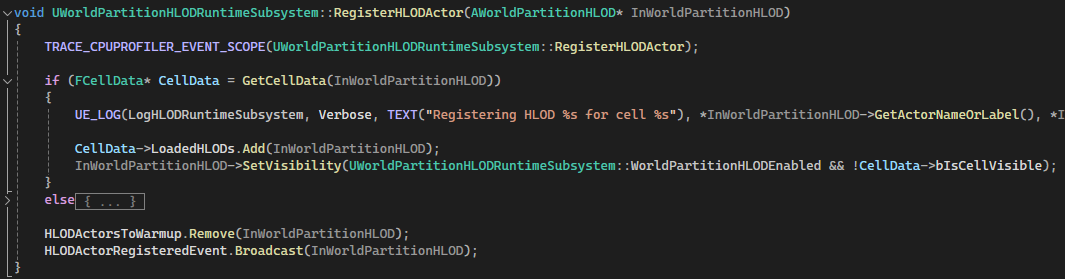 void UWorldPartitionHLODRuntimeSubsystem::RegisterHLODActor(AWorldPartitionHLOD* InWorldPartitionHLOD)
{
TRACE_CPUPROFILER_EVENT_SCOPE(UWorldPartitionHLODRuntimeSubsystem::RegisterHLODActor);
if (FCellData* CellData = GetCellData(InWorldPartitionHLOD))
{
UE_LOG(LogHLODRuntimeSubsystem, Verbose, TEXT("Registering HLOD %s for cell %s"), *InWorldPartitionHLOD->GetActorNameOrLabel(), *I
CellData->LoadedHLODs.Add(InWorldPartitionHLOD);
InWorldPartitionHLOD->SetVisibility(UWorldPartitionHLODRuntimeSubsystem::WorldPartitionHLODEnabled && !CellData->bIsCellVisible);
}
else{ ... }
HLODActorsToWarmup.Remove(InWorldPartitionHLOD);
HLODActorRegisteredEvent.Broadcast(InWorldPartitionHLOD);
}